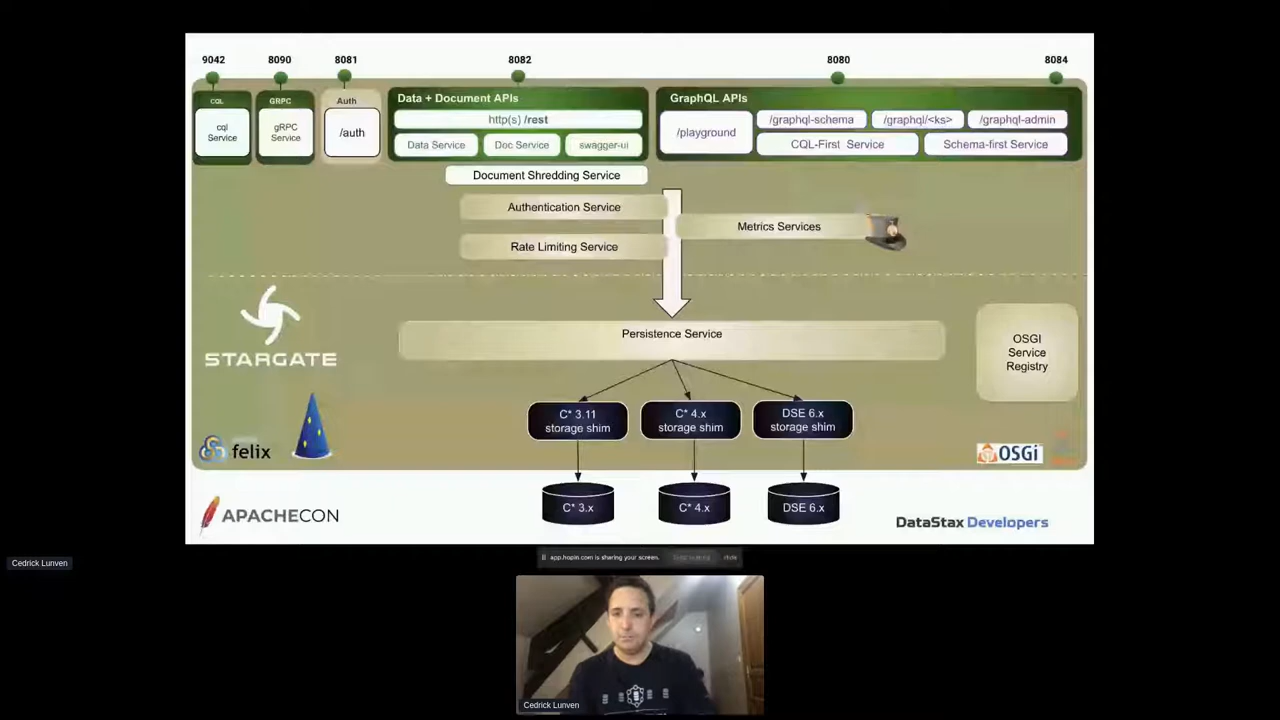 9042
8090
8081
8082
8080
8084
CQL
GRPC
Auth
Data + Document APIs
GraphQL APIs
cql
Service
gRPC
Service
/auth
http(s) /rest
Data Service
Doc Service
swagger-ui
/playground
/graphql-schema
/graphql/<ks>
/graphql-admin
CQL-First Service
Schema-first Service
Document Shredding Service
Authentication Service
Metrics Services
Rate Limiting Service
STARGATE
Persistence Service
OSGI
Service
Registry
C* 3.11
storage shim
C* 4.x
storage shim
DSE 6.x
storage shim
felix
OSGi
C* 3.x
C* 4.x
DSE 6.x
APACHECON
DataStax Developers
app.hopin.com is sharing your screen.
Cedrick Lunven
Cedrick Lunven